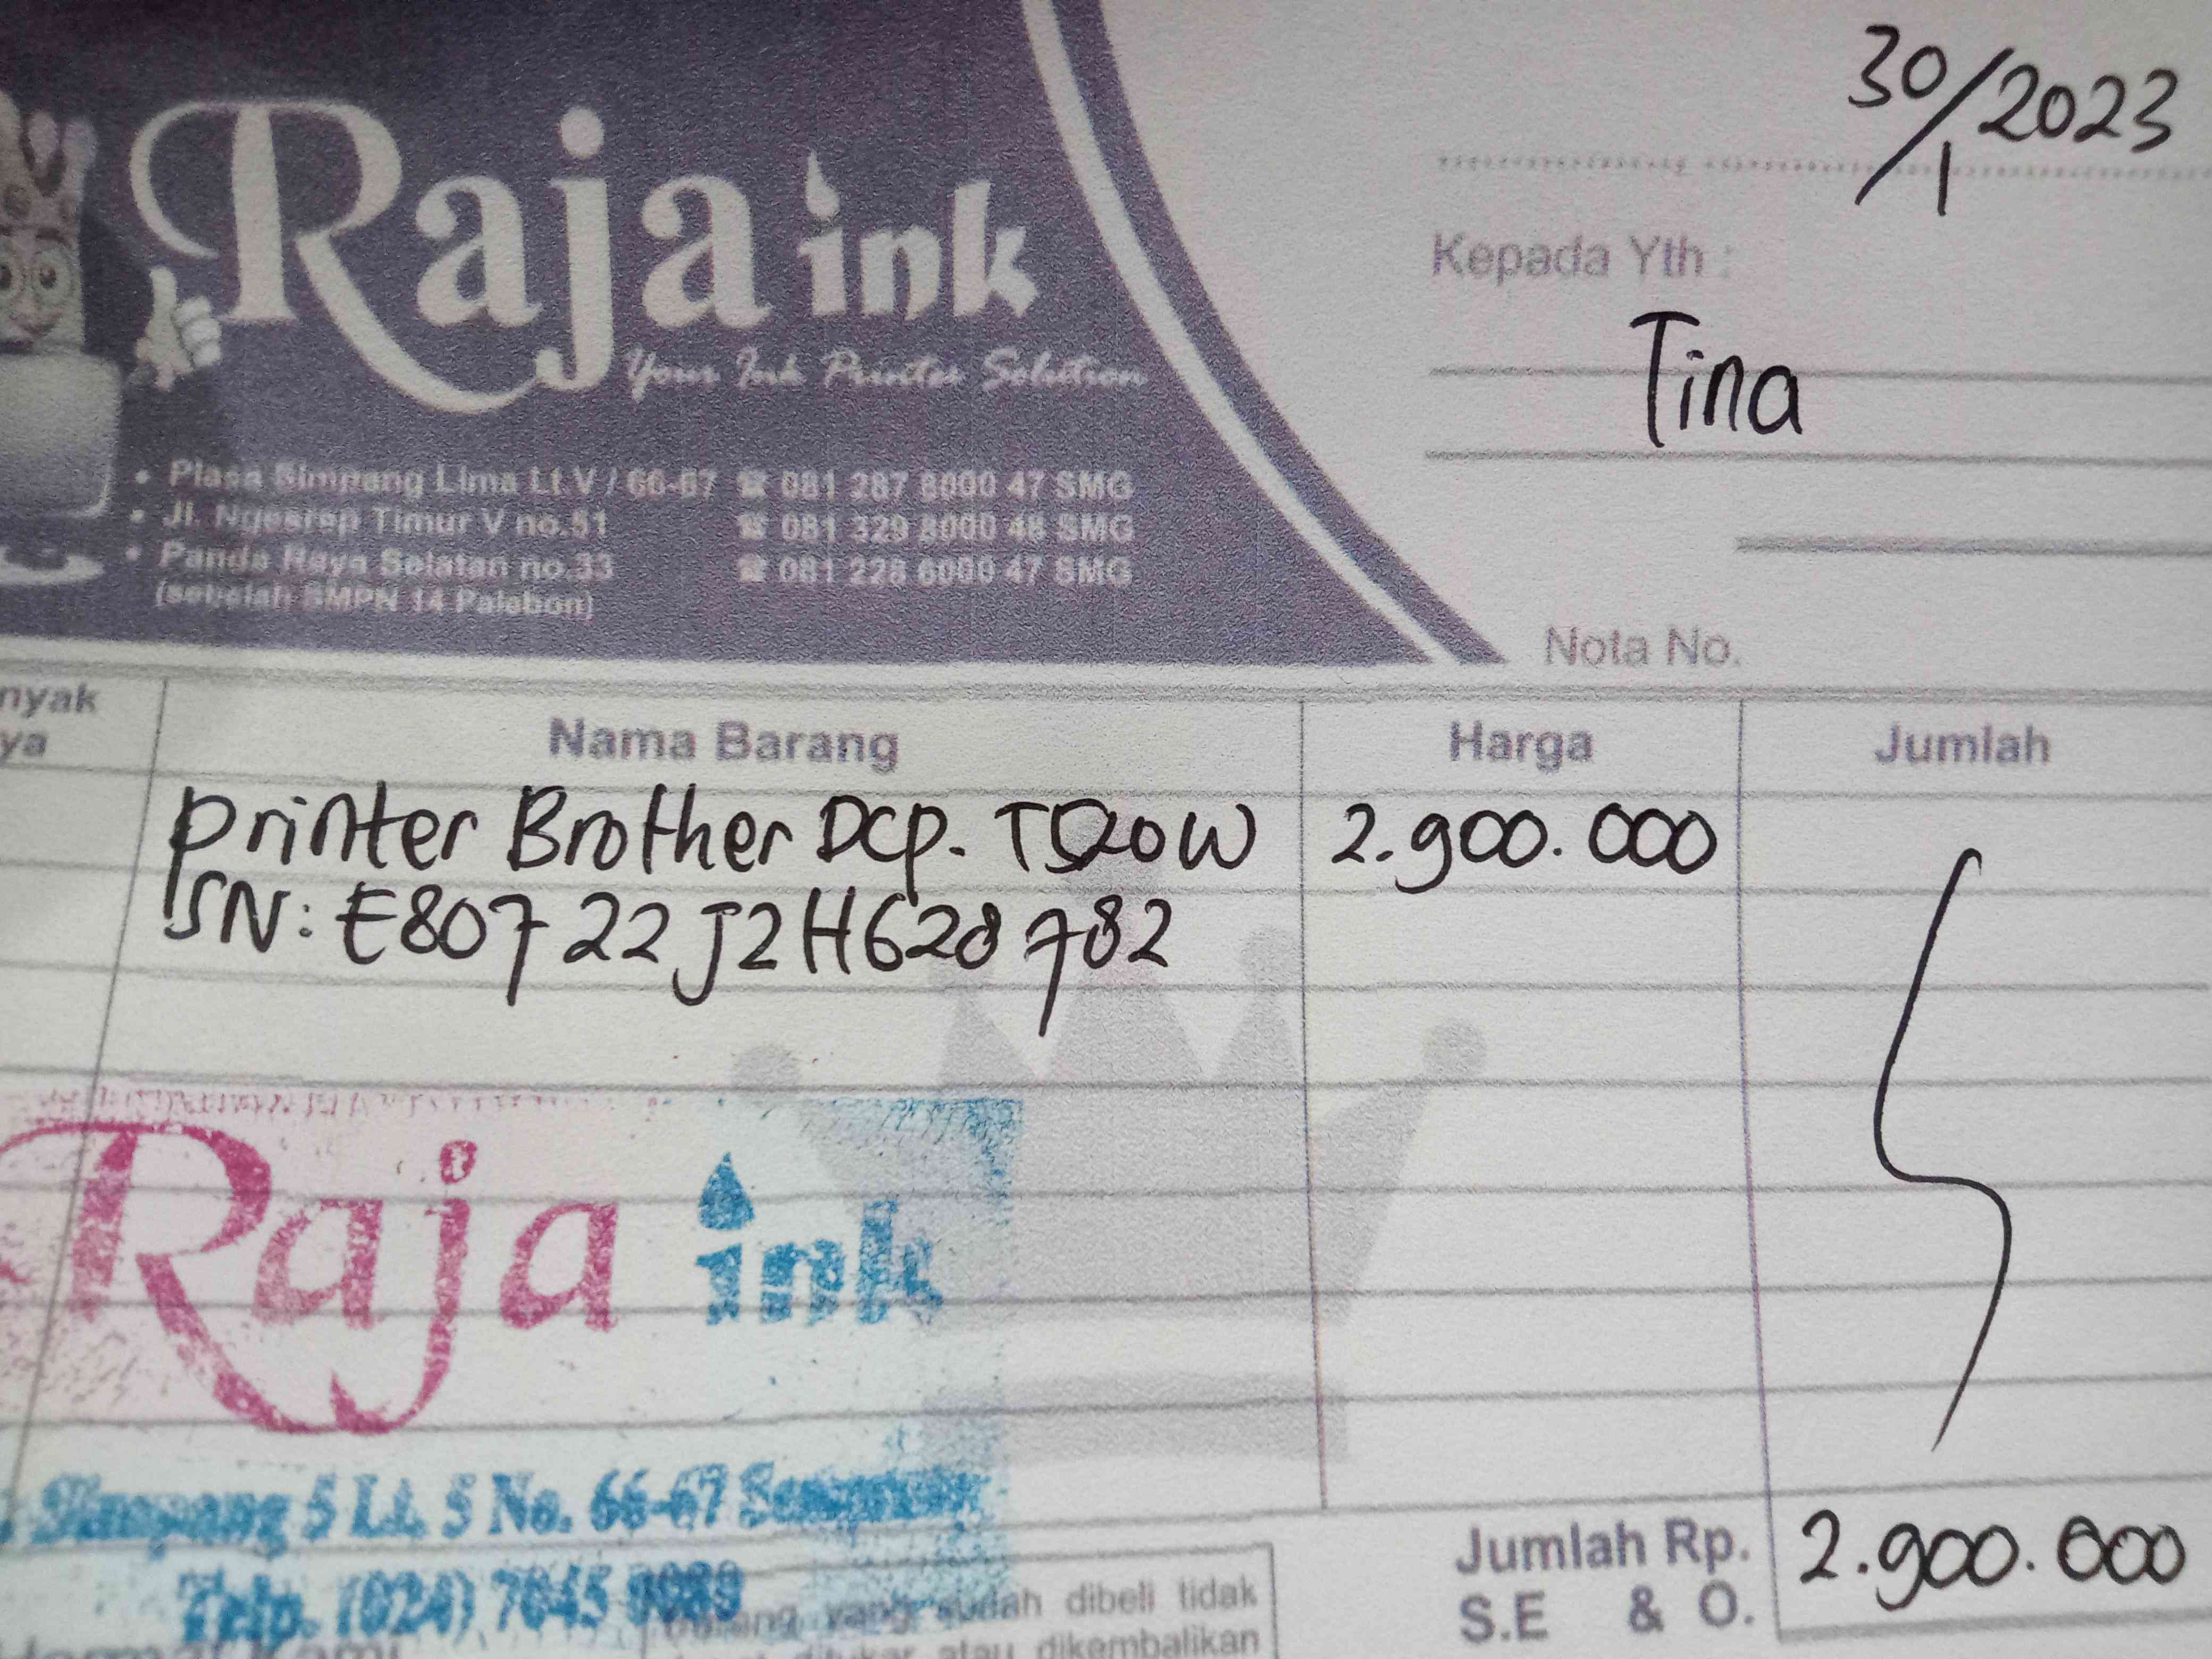 30/1 2023
Raja ink
Your Ink Printer Solution
Kepada Yth :
Tina
• Plasa Simpang Lima Lt.V / 66-67 ☎ 081 287 8000 47 SMG
• Jl. Ngesrep Timur V no.51 ☎ 081 329 8000 48 SMG
• Panda Raya Selatan no.33 ☎ 081 228 6000 47 SMG
(sebelah SMPN 14 Palebon)
Nota No.
nyak
ya
Nama Barang Harga Jumlah
Printer Brother Dcp. T520W 2.900.000
SN: E80722J2H628782
Raja ink
Simpang 5 Lt. 5 No. 66-67 Semarang
Telp. (024) 7645
Jumlah Rp. 2.900.000
S.E & O.
Barang yang sudah dibeli tidak
ditukar atau dikembalikan